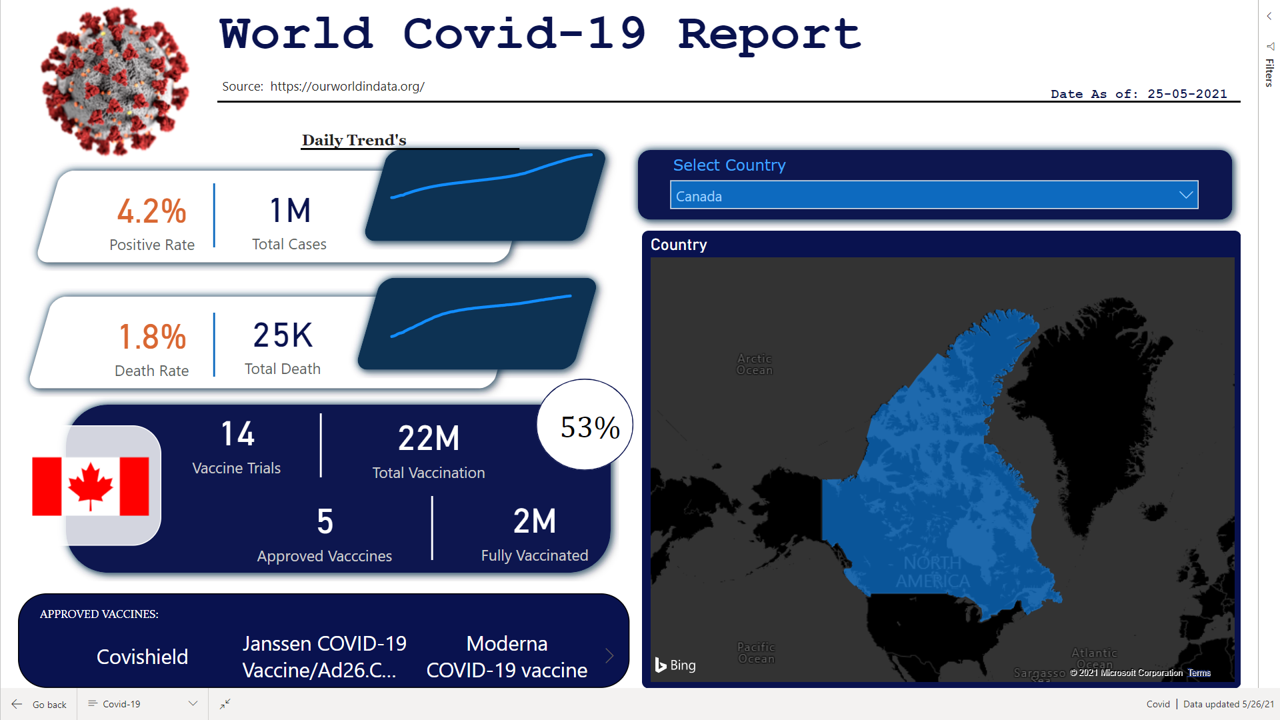 World Covid-19 Report
Source: https://ourworldindata.org/
Date As of: 25-05-2021
Filters
Daily Trend's
4.2%
Positive Rate
1M
Total Cases
1.8%
Death Rate
25K
Total Death
53%
14
Vaccine Trials
22M
Total Vaccination
5
Approved Vacccines
2M
Fully Vaccinated
APPROVED VACCINES:
Covishield
Janssen COVID-19
Vaccine/Ad26.C...
Moderna
COVID-19 vaccine
Select Country
Canada
Country
Arctic
Ocean
NORTH
AMERICA
Pacific
Ocean
Atlantic
Ocean
Sargasso
Bing
© 2021 Microsoft Corporation Terms
Go back
Covid-19
Covid | Data updated 5/26/21